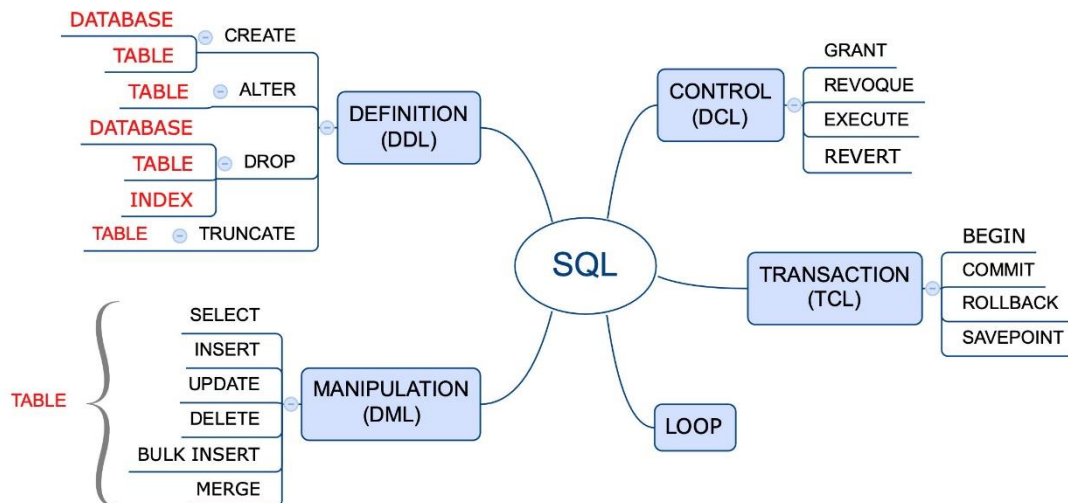 DATABASE
CREATE
TABLE
TABLE
ALTER
DATABASE
TABLE
DROP
INDEX
TABLE
TRUNCATE
DEFINITION
(DDL)
CONTROL
(DCL)
GRANT
REVOQUE
EXECUTE
REVERT
SQL
TRANSACTION
(TCL)
BEGIN
COMMIT
ROLLBACK
SAVEPOINT
TABLE
SELECT
INSERT
UPDATE
DELETE
BULK INSERT
MERGE
MANIPULATION
(DML)
LOOP